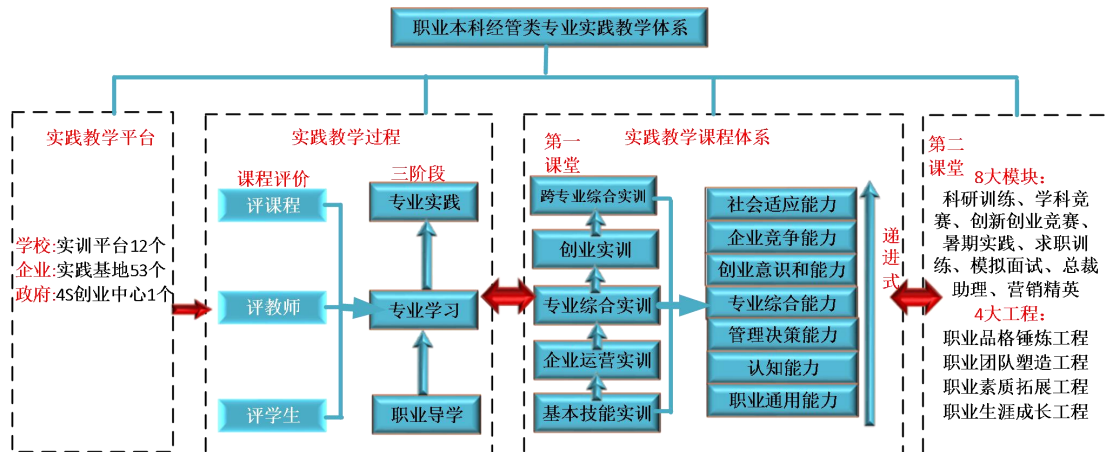 职业本科经管类专业实践教学体系
实践教学平台
学校:实训平台12个
企业:实践基地53个
政府:4S创业中心1个
实践教学过程
课程评价
评课程
评教师
评学生
三阶段
专业实践
专业学习
职业导学
实践教学课程体系
第一
课堂
跨专业综合实训
创业实训
专业综合实训
企业运营实训
基本技能实训
社会适应能力
企业竞争能力
创业意识和能力
专业综合能力
管理决策能力
认知能力
职业通用能力
递进式
第二
课堂
8大模块：
科研训练、学科竞
赛、创新创业竞赛、
暑期实践、求职训
练、模拟面试、总裁
助理、营销精英
4大工程：
职业品格锤炼工程
职业团队塑造工程
职业素质拓展工程
职业生涯成长工程